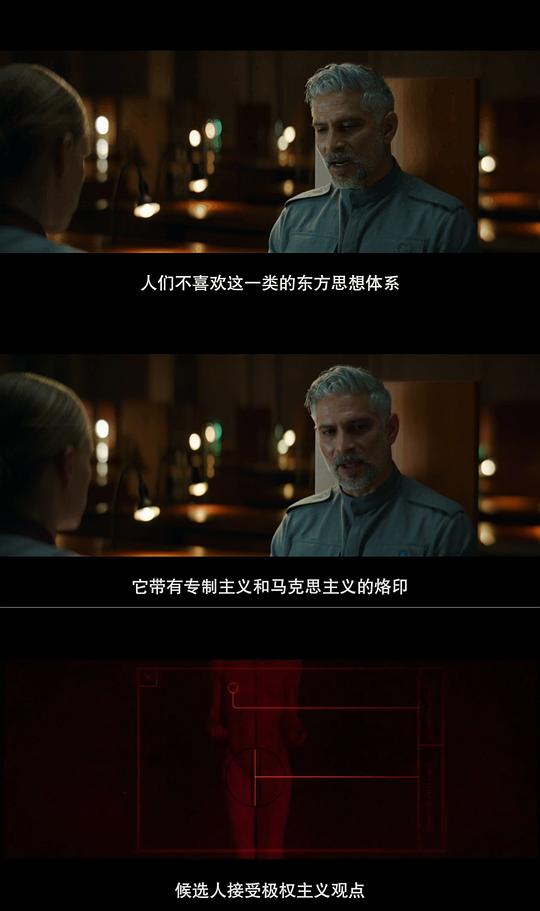 人们不喜欢这一类的东方思想体系
它带有专制主义和马克思主义的烙印
候选人接受极权主义观点